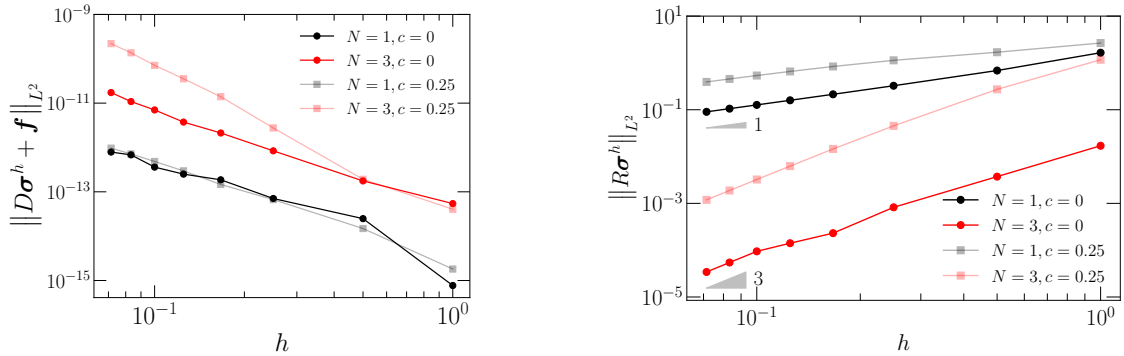 10^{-9}
10^{-11}
10^{-13}
10^{-15}
||Dσ^h + f||_{L^2}
N = 1, c = 0
N = 3, c = 0
N = 1, c = 0.25
N = 3, c = 0.25
10^{-1}
10^0
h
10^1
10^{-1}
10^{-3}
10^{-5}
||Rσ^h||_{L^2}
1
3
N = 1, c = 0
N = 3, c = 0
N = 1, c = 0.25
N = 3, c = 0.25
10^{-1}
10^0
h